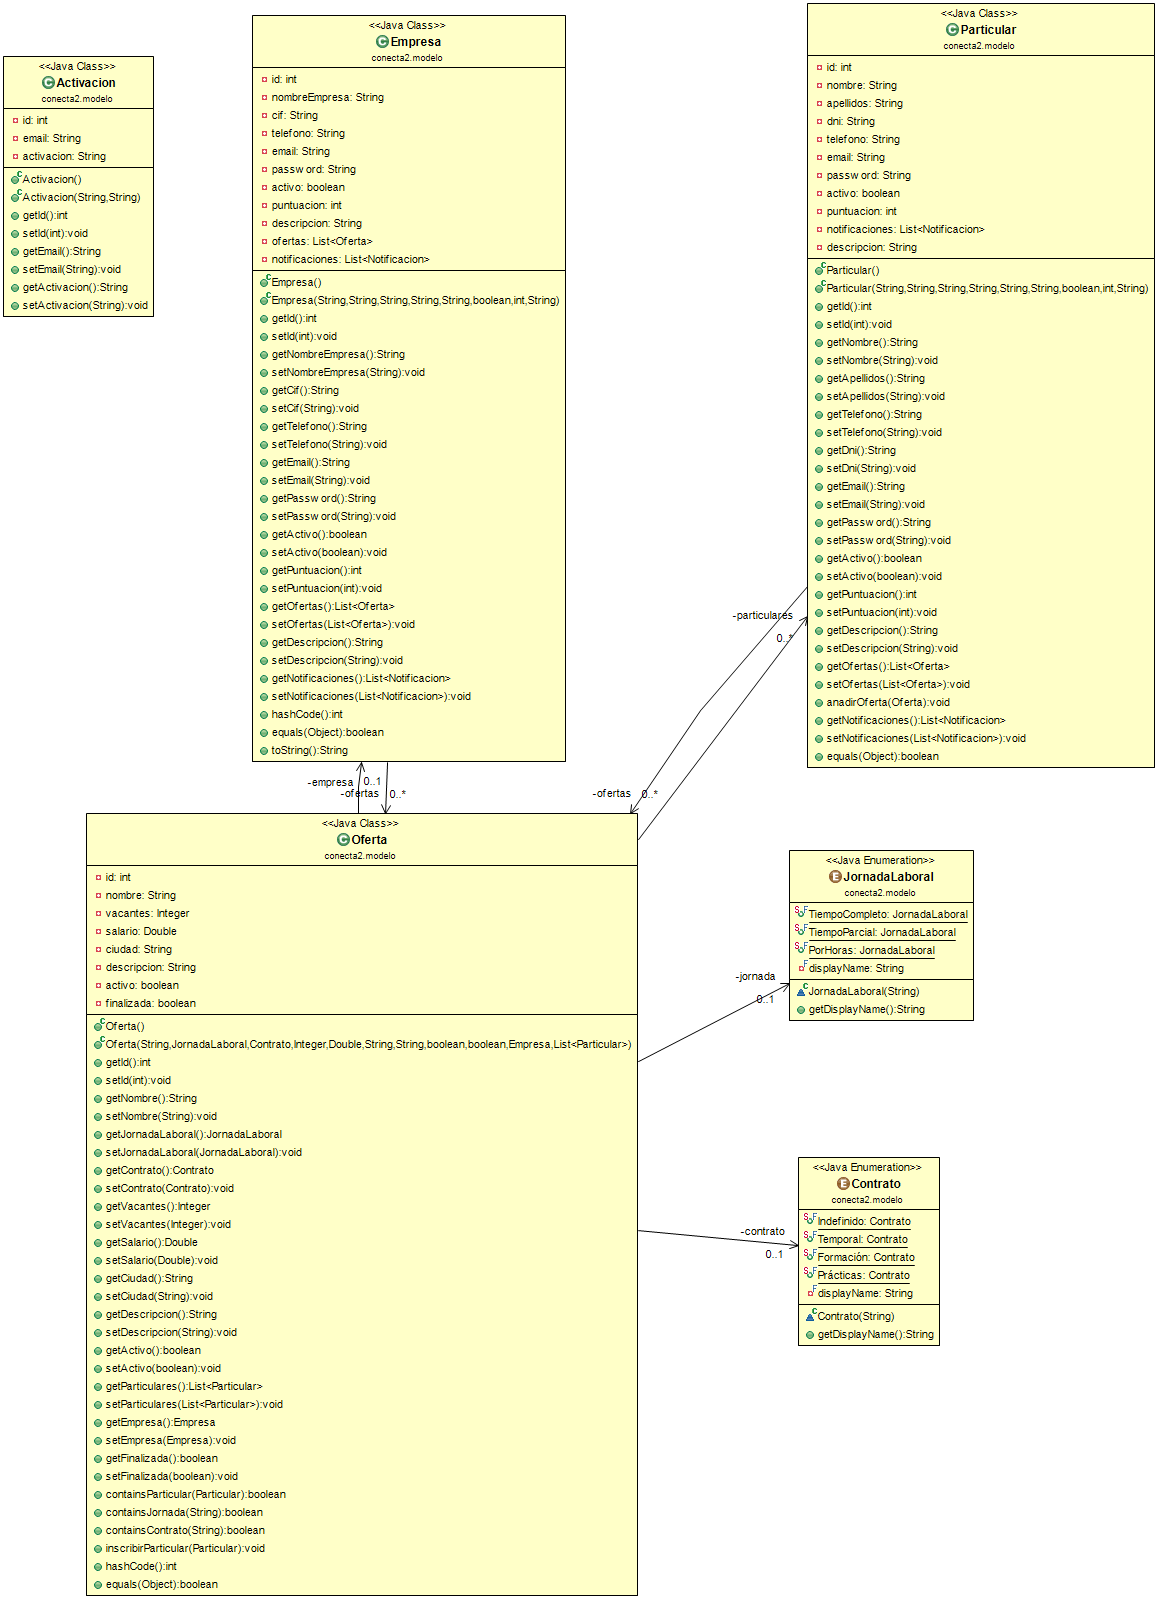 <<Java Class>>
Activacion
conecta2.modelo
id: int
email: String
activacion: String
Activacion()
Activacion(String,String)
getId():int
setId(int):void
getEmail():String
setEmail(String):void
getActivacion():String
setActivacion(String):void
<<Java Class>>
Empresa
conecta2.modelo
id: int
nombreEmpresa: String
cif: String
telefono: String
email: String
password: String
activo: boolean
puntuacion: int
descripcion: String
ofertas: List<Oferta>
notificaciones: List<Notificacion>
Empresa()
Empresa(String,String,String,String,String,boolean,int,String)
getId():int
setId(int):void
getNombreEmpresa():String
setNombreEmpresa(String):void
getCif():String
setCif(String):void
getTelefono():String
setTelefono(String):void
getEmail():String
setEmail(String):void
getPassword():String
setPassword(String):void
getActivo():boolean
setActivo(boolean):void
getPuntuacion():int
setPuntuacion(int):void
getOfertas():List<Oferta>
setOfertas(List<Oferta>):void
getDescripcion():String
setDescripcion(String):void
getNotificaciones():List<Notificacion>
setNotificaciones(List<Notificacion>):void
hashCode():int
equals(Object):boolean
toString():String
<<Java Class>>
Particular
conecta2.modelo
id: int
nombre: String
apellidos: String
dni: String
telefono: String
email: String
password: String
activo: boolean
puntuacion: int
notificaciones: List<Notificacion>
descripcion: String
Particular()
Particular(String,String,String,String,String,String,boolean,int,String)
getId():int
setId(int):void
getNombre():String
setNombre(String):void
getApellidos():String
setApellidos(String):void
getTelefono():String
setTelefono(String):void
getDni():String
setDni(String):void
getEmail():String
setEmail(String):void
getPassword():String
setPassword(String):void
getActivo():boolean
setActivo(boolean):void
getPuntuacion():int
setPuntuacion(int):void
getDescripcion():String
setDescripcion(String):void
getOfertas():List<Oferta>
setOfertas(List<Oferta>):void
anadirOferta(Oferta):void
getNotificaciones():List<Notificacion>
setNotificaciones(List<Notificacion>):void
equals(Object):boolean
-particulares
0..*
-empresa
0..1
-ofertas
0..*
-ofertas
0..*
<<Java Class>>
Oferta
conecta2.modelo
id: int
nombre: String
vacantes: Integer
salario: Double
ciudad: String
descripcion: String
activo: boolean
finalizada: boolean
Oferta()
Oferta(String,JornadaLaboral,Contrato,Integer,Double,String,String,boolean,boolean,Empresa,List<Particular>)
getId():int
setId(int):void
getNombre():String
setNombre(String):void
getJornadaLaboral():JornadaLaboral
setJornadaLaboral(JornadaLaboral):void
getContrato():Contrato
setContrato(Contrato):void
getVacantes():Integer
setVacantes(Integer):void
getSalario():Double
setSalario(Double):void
getCiudad():String
setCiudad(String):void
getDescripcion():String
setDescripcion(String):void
getActivo():boolean
setActivo(boolean):void
getParticulares():List<Particular>
setParticulares(List<Particular>):void
getEmpresa():Empresa
setEmpresa(Empresa):void
getFinalizada():boolean
setFinalizada(boolean):void
containsParticular(Particular):boolean
containsJornada(String):boolean
containsContrato(String):boolean
inscribirParticular(Particular):void
hashCode():int
equals(Object):boolean
-jornada
0..1
<<Java Enumeration>>
JornadaLaboral
conecta2.modelo
TiempoCompleto: JornadaLaboral
TiempoParcial: JornadaLaboral
PorHoras: JornadaLaboral
displayName: String
JornadaLaboral(String)
getDisplayName():String
-contrato
0..1
<<Java Enumeration>>
Contrato
conecta2.modelo
Indefinido: Contrato
Temporal: Contrato
Formación: Contrato
Prácticas: Contrato
displayName: String
Contrato(String)
getDisplayName():String